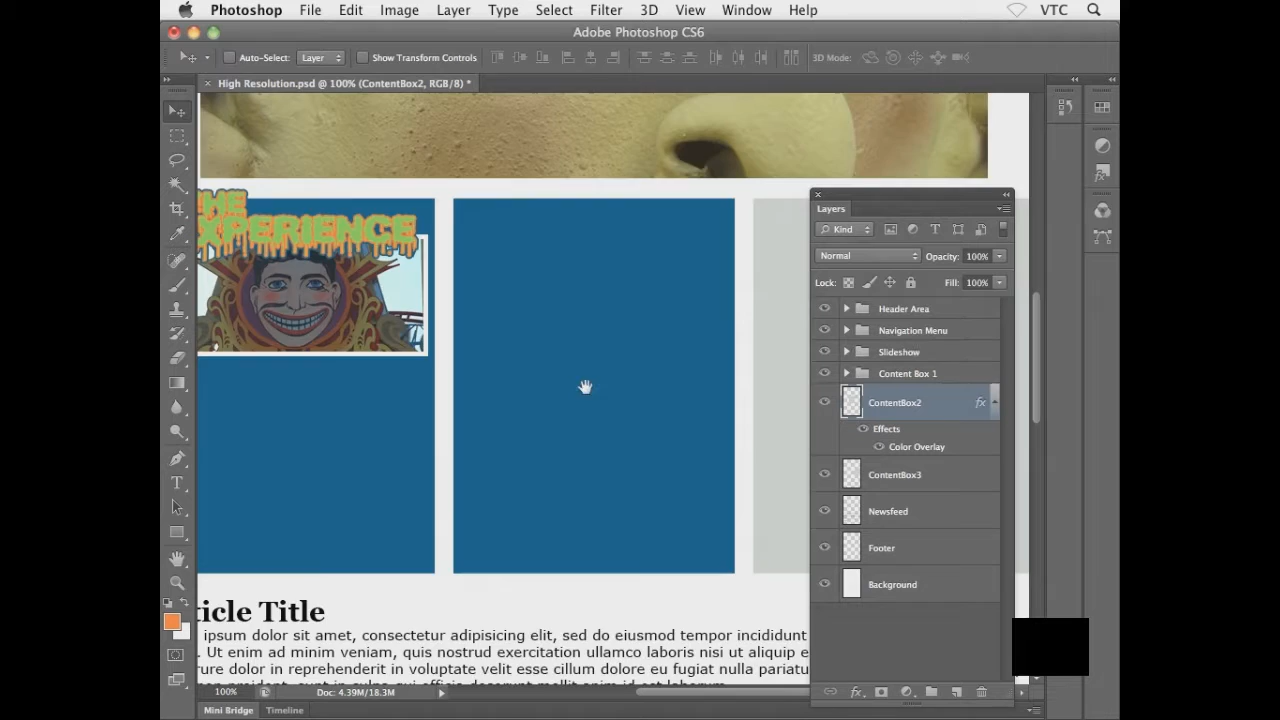 Photoshop File Edit Image Layer Type Select Filter 3D View Window Help VTC
Adobe Photoshop CS6
Auto-Select: Layer Show Transform Controls 3D Mode:
High Resolution.psd @ 100% (ContentBox2, RGB/8) *
THE
EXPERIENCE
Layers
Kind
Normal Opacity: 100%
Lock: Fill: 100%
Header Area
Navigation Menu
Slideshow
Content Box 1
ContentBox2 fx
Effects
Color Overlay
ContentBox3
Newsfeed
Footer
Background
ticle Title
ipsum dolor sit amet, consectetur adipisicing elit, sed do eiusmod tempor incididunt
. Ut enim ad minim veniam, quis nostrud exercitation ullamco laboris nisi ut aliquip e
rure dolor in reprehenderit in voluptate velit esse cillum dolore eu fugiat nulla pariatu
100% Doc: 4.39M/18.3M
Mini Bridge Timeline